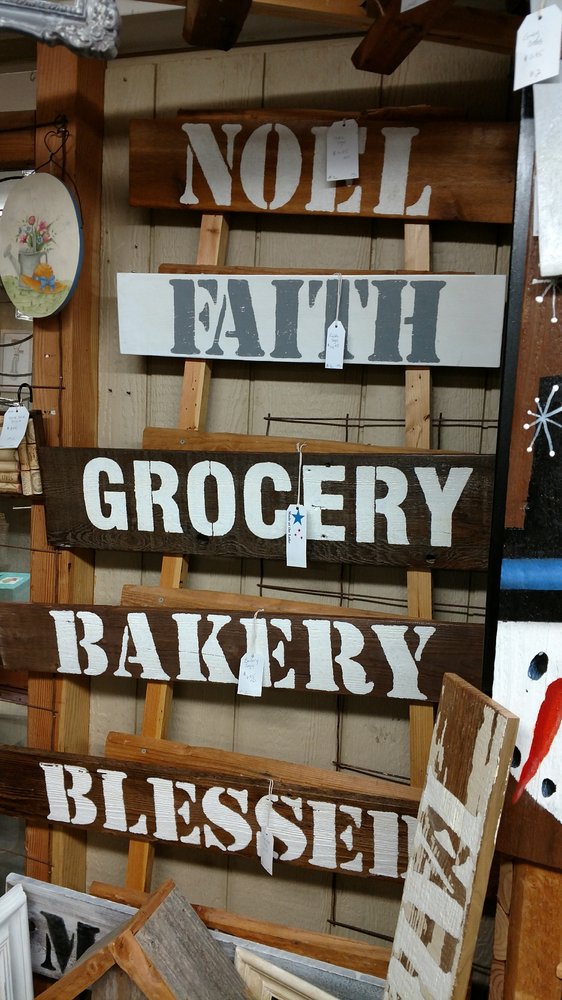 NOEL
FAITH
GROCERY
BAKERY
BLESSED
M